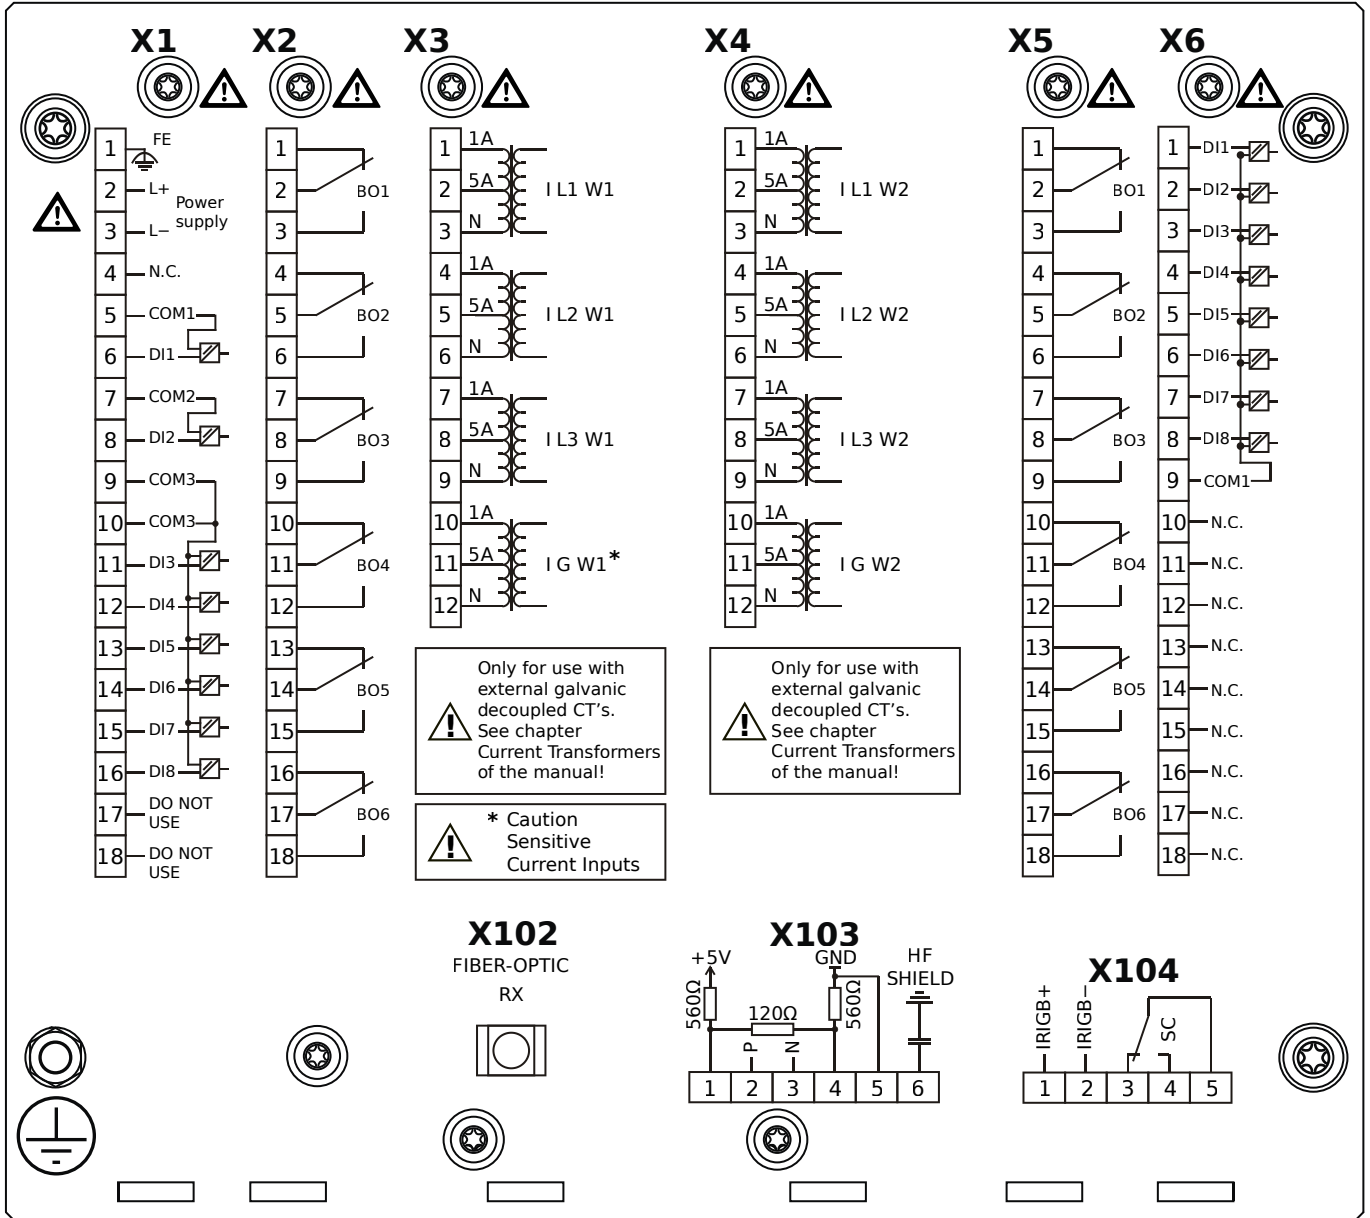 X1
X2
X3
X4
X5
X6
1 FE
2 L+
Power
supply
3 L−
4 N.C.
5 COM1
6 DI1
7 COM2
8 DI2
9 COM3
10 COM3
11 DI3
12 DI4
13 DI5
14 DI6
15 DI7
16 DI8
17 DO NOT
USE
18 DO NOT
USE
1
2 BO1
3
4
5 BO2
6
7
8 BO3
9
10
11 BO4
12
13
14 BO5
15
16
17 BO6
18
1 1A
2 5A I L1 W1
3 N
4 1A
5 5A I L2 W1
6 N
7 1A
8 5A I L3 W1
9 N
10 1A
11 5A I G W1*
12 N
Only for use with
external galvanic
decoupled CT's.
See chapter
Current Transformers
of the manual!
* Caution
Sensitive
Current Inputs
1 1A
2 5A I L1 W2
3 N
4 1A
5 5A I L2 W2
6 N
7 1A
8 5A I L3 W2
9 N
10 1A
11 5A I G W2
12 N
Only for use with
external galvanic
decoupled CT's.
See chapter
Current Transformers
of the manual!
1
2 BO1
3
4
5 BO2
6
7
8 BO3
9
10
11 BO4
12
13
14 BO5
15
16
17 BO6
18
1 DI1
2 DI2
3 DI3
4 DI4
5 DI5
6 DI6
7 DI7
8 DI8
9 COM1
10 N.C.
11 N.C.
12 N.C.
13 N.C.
14 N.C.
15 N.C.
16 N.C.
17 N.C.
18 N.C.
X102
FIBER-OPTIC
RX
X103
+5V GND HF
SHIELD
560Ω 120Ω 560Ω
P N
1 2 3 4 5 6
X104
IRIGB+ IRIGB− SC
1 2 3 4 5